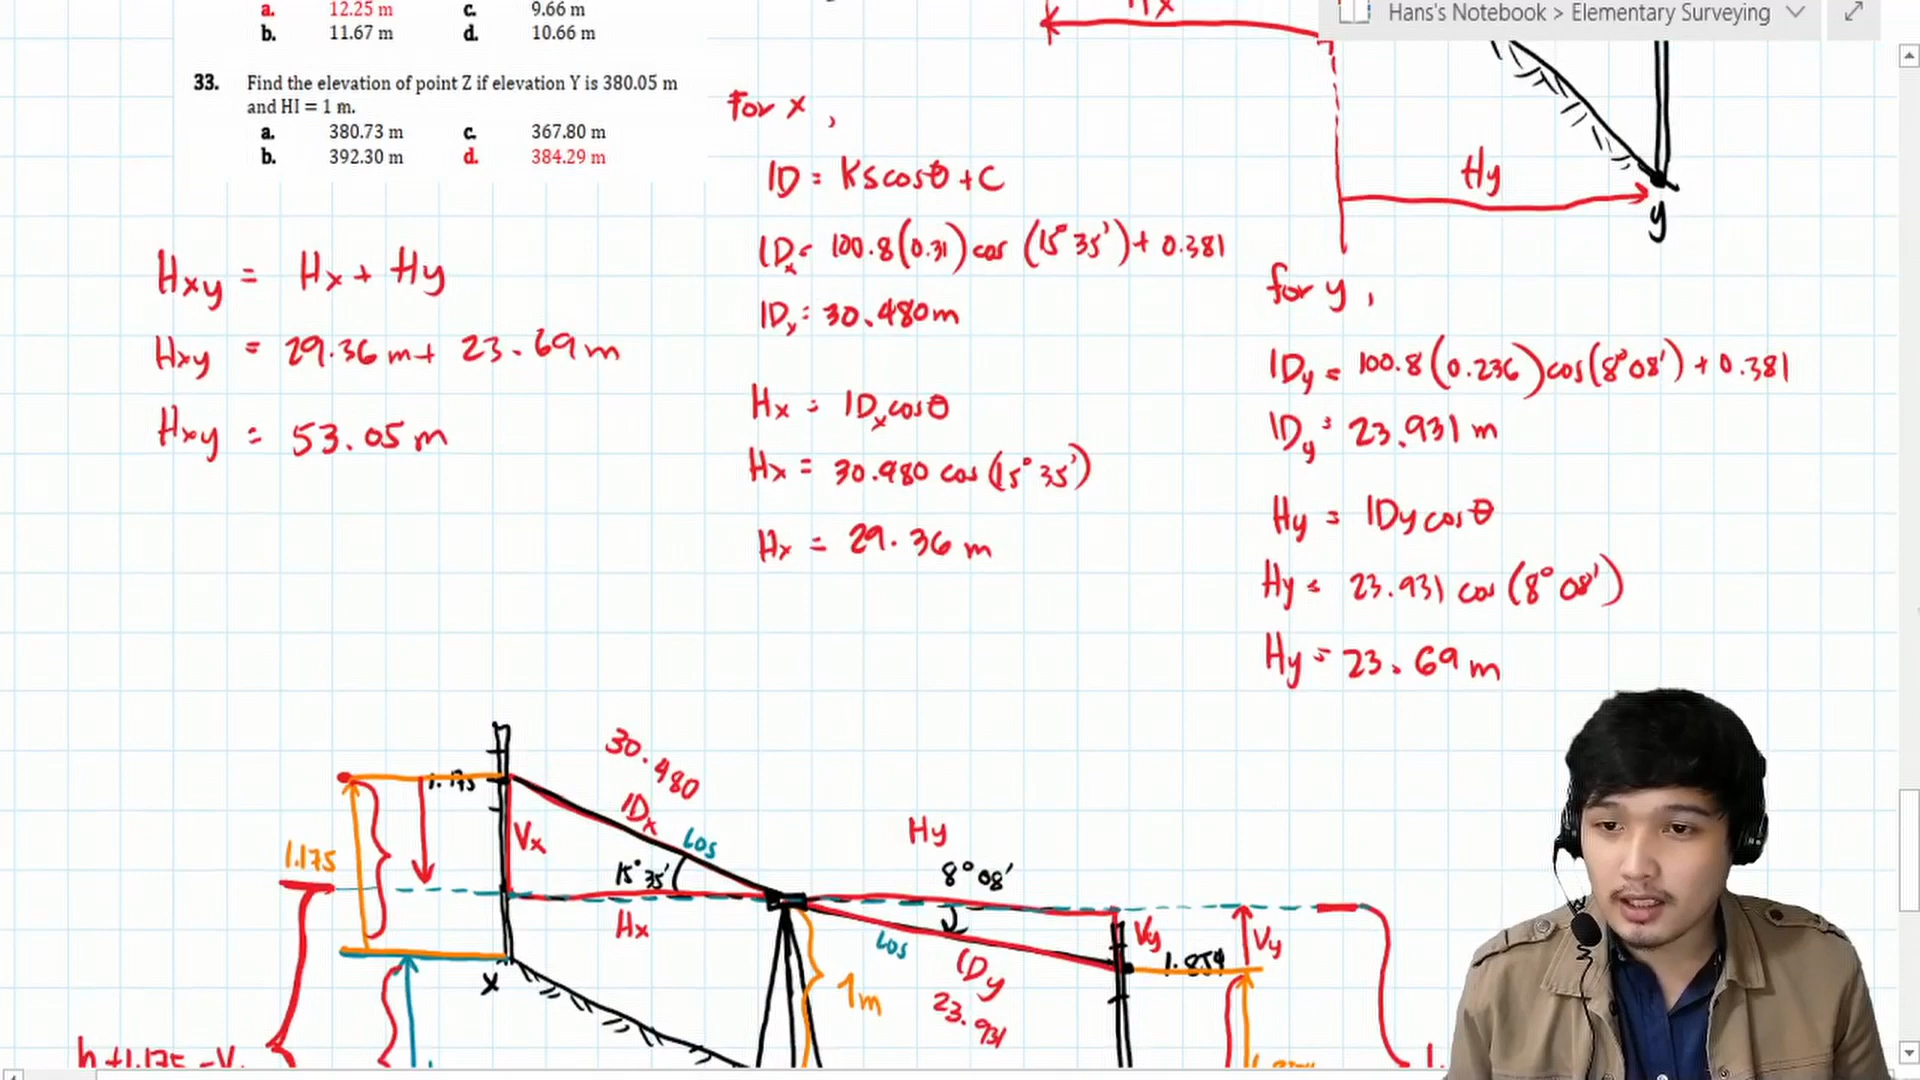 a. 12.25 m c. 9.66 m
b. 11.67 m d. 10.66 m
Hx
Hans's Notebook > Elementary Surveying
33. Find the elevation of point Z if elevation Y is 380.05 m
and HI = 1 m.
a. 380.73 m c. 367.80 m
b. 392.30 m d. 384.29 m
Hxy = Hx + Hy
Hxy = 29.36 m + 23.69 m
Hxy = 53.05 m
For x,
ID = KScosθ + C
IDx = 100.8(0.31) cos (15° 35') + 0.381
IDx = 30.480 m
Hx = IDx cosθ
Hx = 30.480 cos (15° 35')
Hx = 29.36 m
Hy
y
for y,
IDy = 100.8(0.236)cos(8°08') + 0.381
IDy = 23.931 m
Hy = IDy cosθ
Hy = 23.931 cos (8° 08')
Hy = 23.69 m
30.480
IDx
LOS
1.175
1.175
Vx
15° 35'
Hx
Hy
8° 08'
LOS
IDy
23.931
Vy
1.854
Vy
x
1m
h + 1.175 - V